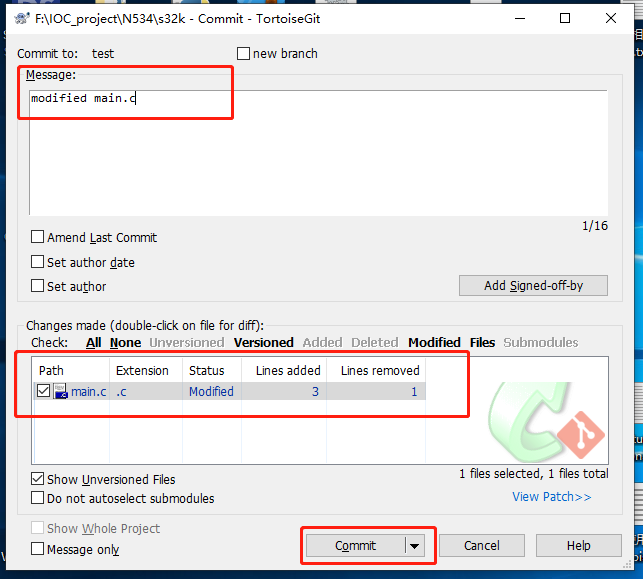 F:\IOC_project\N534\s32k - Commit - TortoiseGit
Commit to: test new branch
Message:
modified main.c
1/16
Amend Last Commit
Set author date
Set author
Add Signed-off-by
Changes made (double-click on file for diff):
Check: All None Unversioned Versioned Added Deleted Modified Files Submodules
Path Extension Status Lines added Lines removed
main.c .c Modified 3 1
Show Unversioned Files
1 files selected, 1 files total
Do not autoselect submodules
View Patch>>
Show Whole Project
Message only
Commit Cancel Help